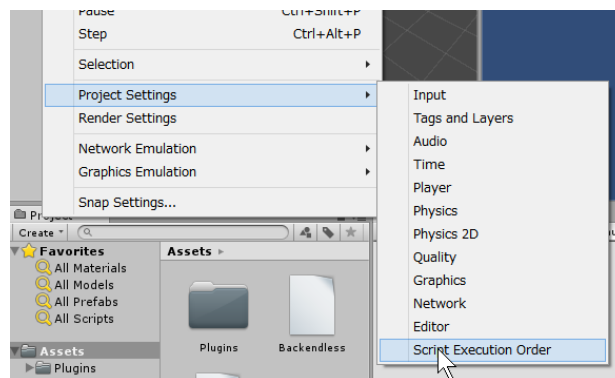 Pause Ctrl+Shift+P
Step Ctrl+Alt+P
Selection
Project Settings
Render Settings
Network Emulation
Graphics Emulation
Snap Settings...
Input
Tags and Layers
Audio
Time
Player
Physics
Physics 2D
Quality
Graphics
Network
Editor
Script Execution Order
Create
Favorites
All Materials
All Models
All Prefabs
All Scripts
Assets
Plugins
Assets
Plugins
Backendless